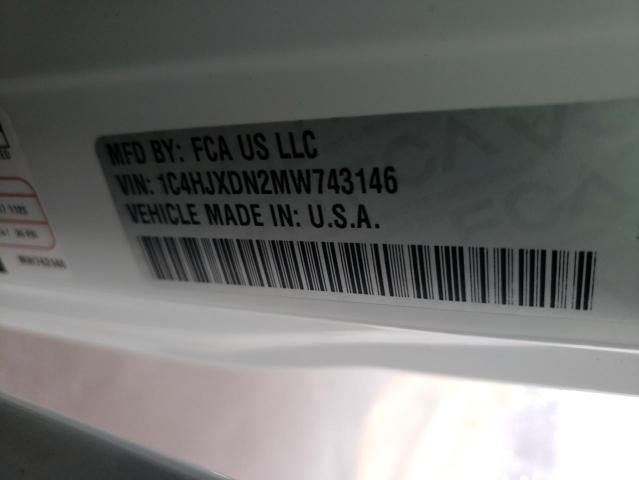 MFD BY: FCA US LLC
VIN: 1C4HJXDN2MW743146
VEHICLE MADE IN: U.S.A.